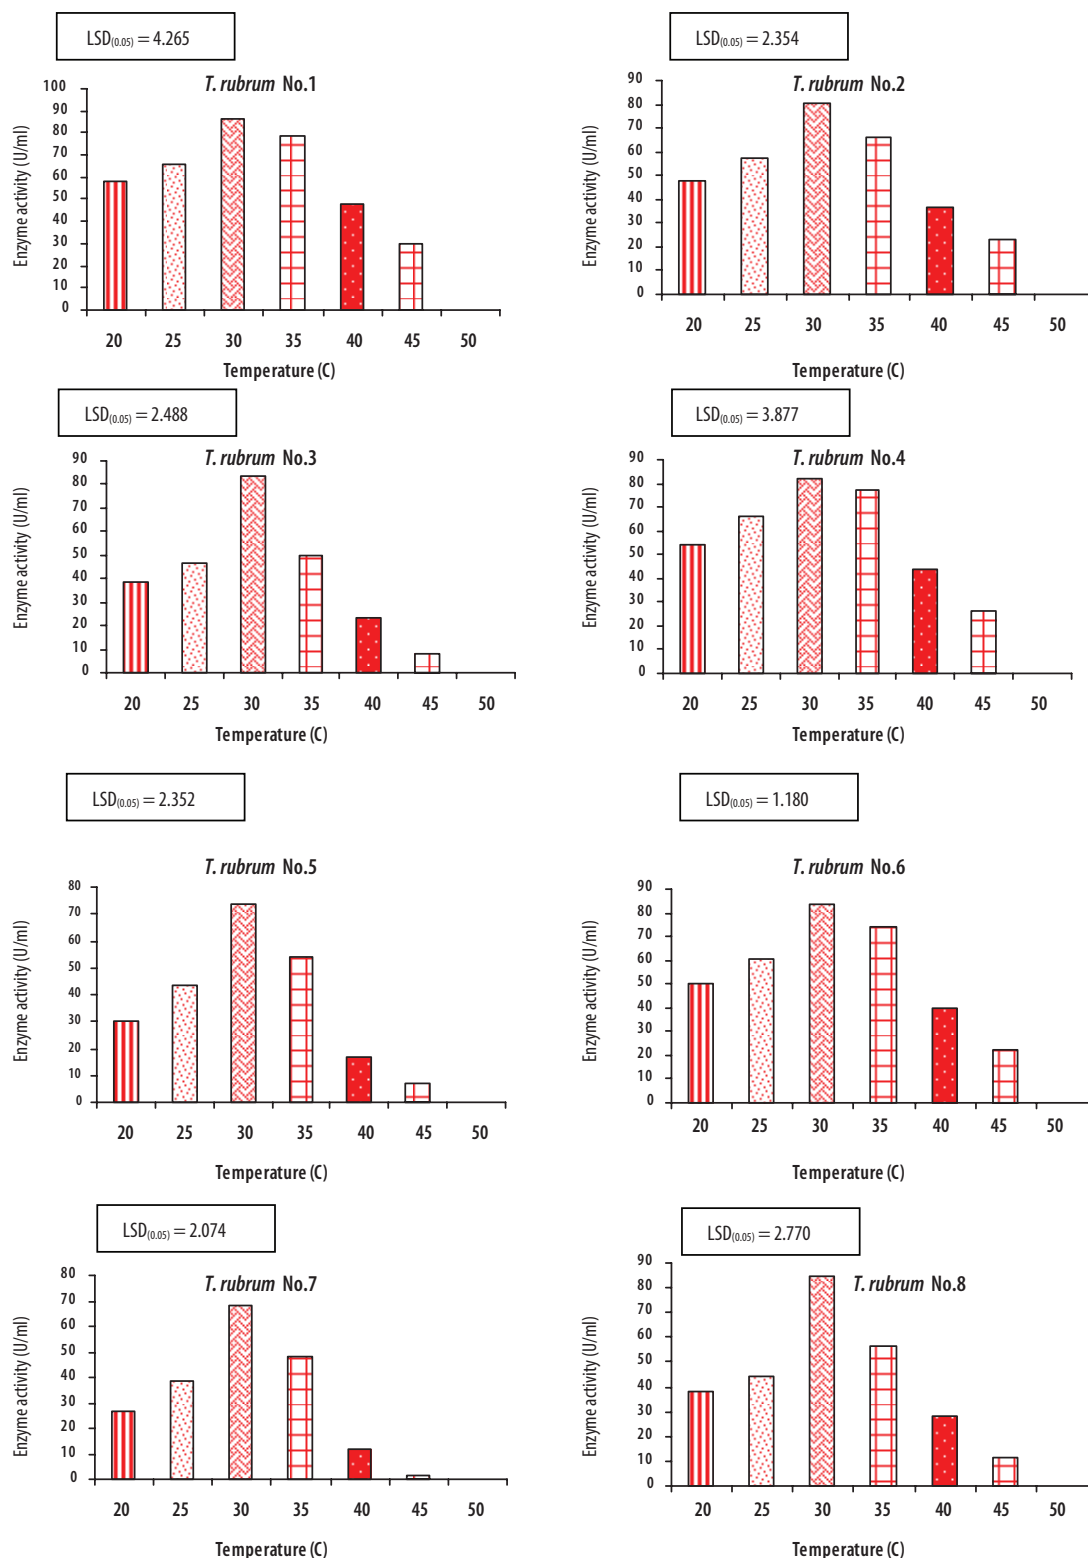 LSD(0.05) = 4.265
T. rubrum No.1
Enzyme activity (U/ml)
100
90
80
70
60
50
40
30
20
10
0
20 25 30 35 40 45 50
Temperature (C)
LSD(0.05) = 2.354
T. rubrum No.2
Enzyme activity (U/ml)
90
80
70
60
50
40
30
20
10
0
20 25 30 35 40 45 50
Temperature (C)
LSD(0.05) = 2.488
T. rubrum No.3
Enzyme activity (U/ml)
90
80
70
60
50
40
30
20
10
0
20 25 30 35 40 45 50
Temperature (C)
LSD(0.05) = 3.877
T. rubrum No.4
Enzyme activity (U/ml)
90
80
70
60
50
40
30
20
10
0
20 25 30 35 40 45 50
Temperature (C)
LSD(0.05) = 2.352
T. rubrum No.5
Enzyme activity (U/ml)
80
70
60
50
40
30
20
10
0
20 25 30 35 40 45 50
Temperature (C)
LSD(0.05) = 1.180
T. rubrum No.6
Enzyme activity (U/ml)
90
80
70
60
50
40
30
20
10
0
20 25 30 35 40 45 50
Temperature (C)
LSD(0.05) = 2.074
T. rubrum No.7
Enzyme activity (U/ml)
80
70
60
50
40
30
20
10
0
20 25 30 35 40 45 50
Temperature (C)
LSD(0.05) = 2.770
T. rubrum No.8
Enzyme activity (U/ml)
90
80
70
60
50
40
30
20
10
0
20 25 30 35 40 45 50
Temperature (C)